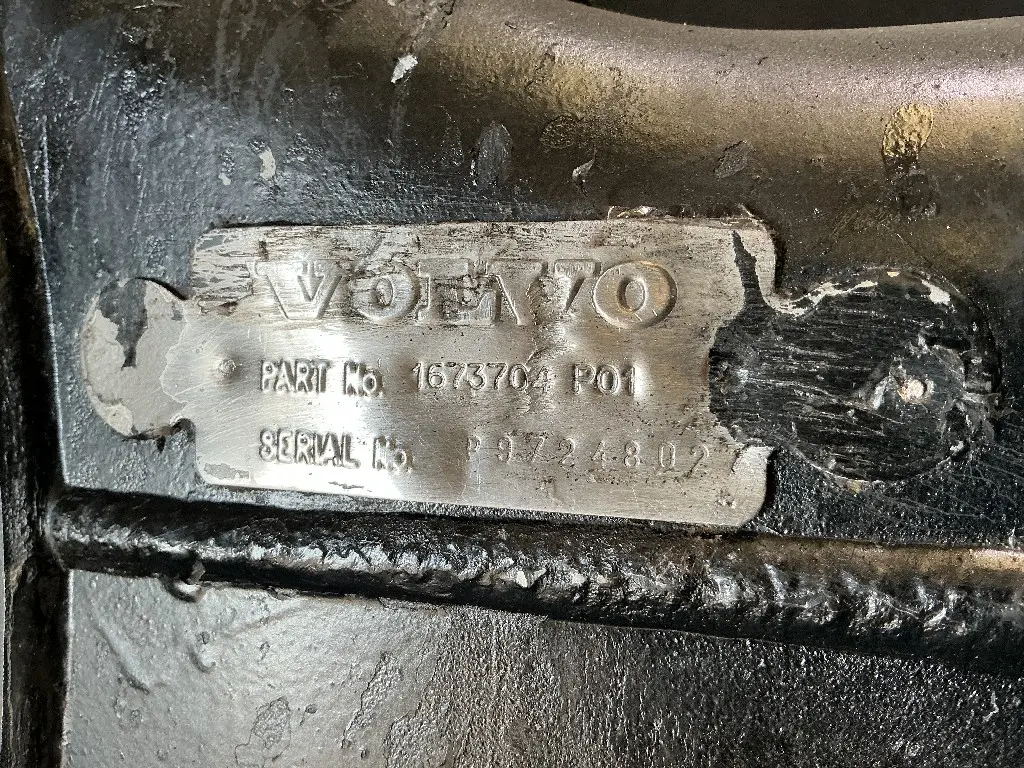 VOLVO
PART No. 1673704 P01
SERIAL No. P9724802